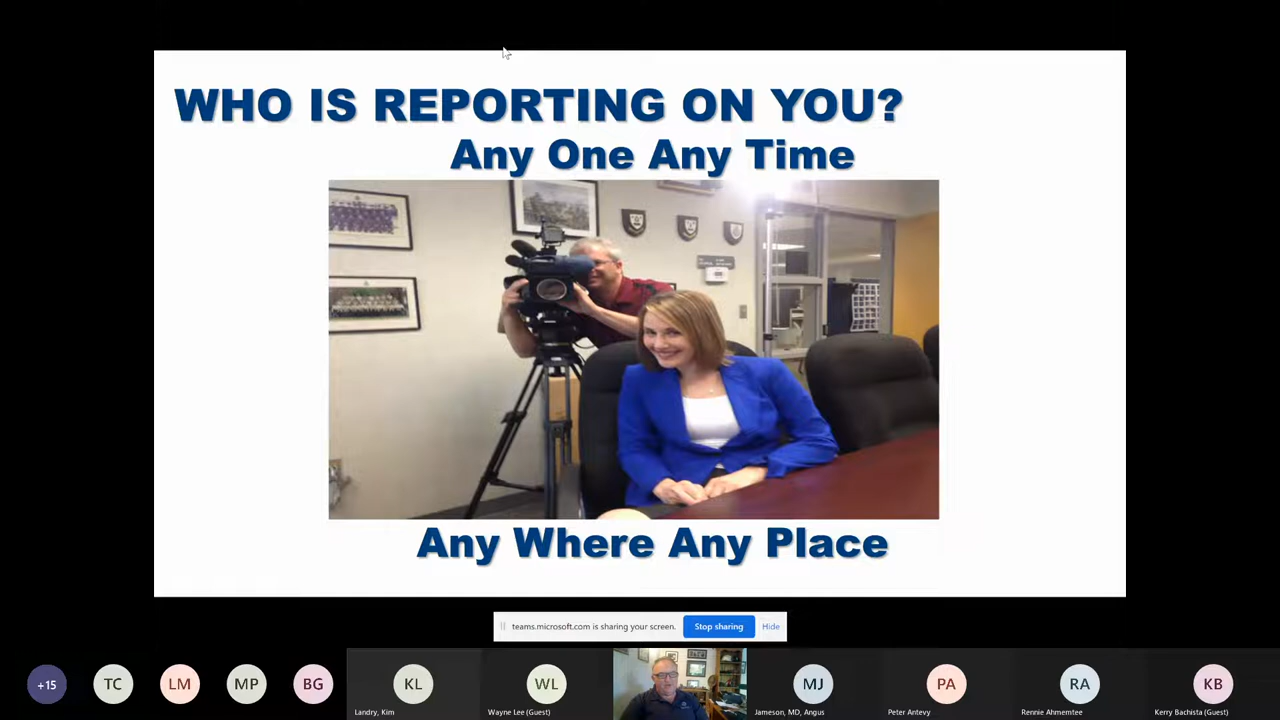 WHO IS REPORTING ON YOU?
Any One Any Time
Any Where Any Place
teams.microsoft.com is sharing your screen.
Stop sharing
Hide
+15
TC
LM
MP
BG
KL
WL
MJ
PA
RA
KB
Landry, Kim
Wayne Lee (Guest)
Jameson, MD, Angus
Peter Antevy
Rennie Ahmemtee
Kerry Bachista (Guest)